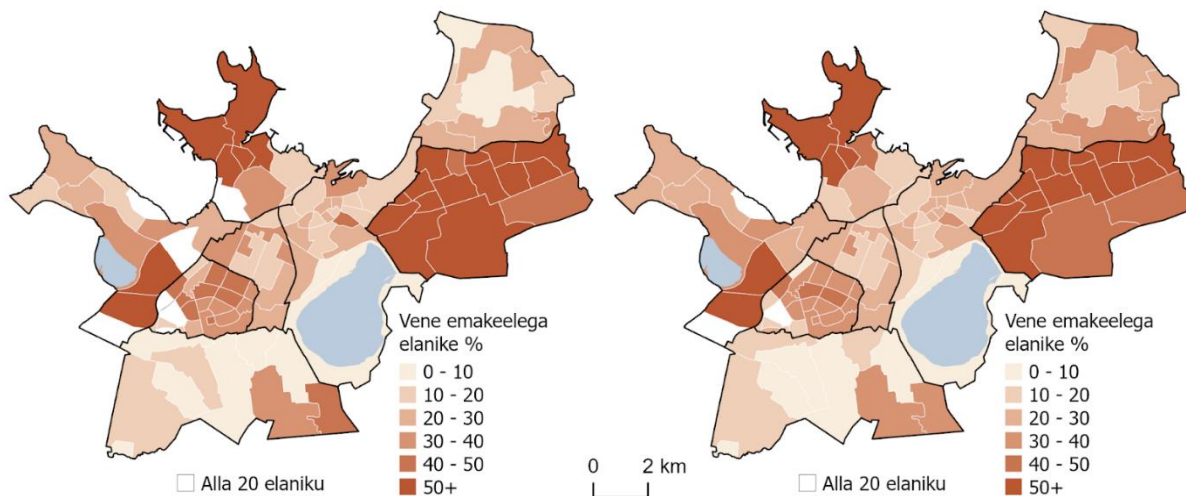 Vene emakeelega
elanike %
0 - 10
10 - 20
20 - 30
30 - 40
40 - 50
50+
Alla 20 elaniku
0 2 km
Vene emakeelega
elanike %
0 - 10
10 - 20
20 - 30
30 - 40
40 - 50
50+
Alla 20 elaniku